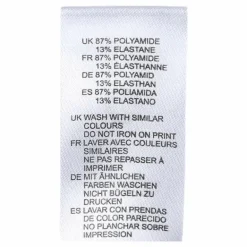 UK 87% POLYAMIDE
13% ELASTANE
FR 87% POLYAMIDE
13% ÉLASTHANNE
DE 87% POLYAMID
13% ELASTHAN
ES 87% POLIAMIDA
13% ELASTANO
UK WASH WITH SIMILAR
COLOURS
DO NOT IRON ON PRINT
FR LAVER AVEC COULEURS
SIMILAIRES
NE PAS REPASSER À
IMPRIMER
DE MIT ÄHNLICHEN
FARBEN WASCHEN
NICHT BÜGELN ZU
DRUCKEN
ES LAVAR CON PRENDAS
DE COLOR PARECIDO
NO PLANCHAR SOBRE
IMPRESIÓN